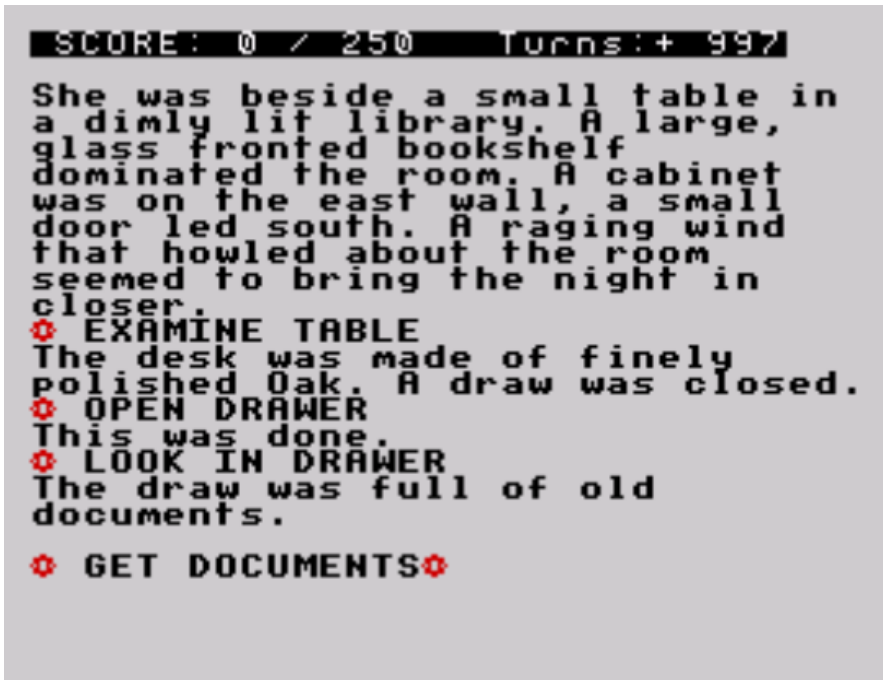 SCORE: 0 / 250 Turns:+ 997
She was beside a small table in
a dimly lit library. A large,
glass fronted bookshelf
dominated the room. A cabinet
was on the east wall, a small
door led south. A raging wind
that howled about the room
seemed to bring the night in
closer.
EXAMINE TABLE
The desk was made of finely
polished Oak. A draw was closed.
OPEN DRAWER
This was done.
LOOK IN DRAWER
The draw was full of old
documents.
GET DOCUMENTS